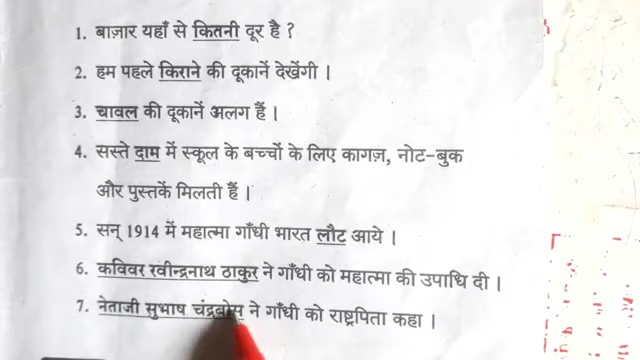 1. बाज़ार यहाँ से कितनी दूर है ?
2. हम पहले किराने की दूकानें देखेंगी ।
3. चावल की दूकानें अलग हैं ।
4. सस्ते दाम में स्कूल के बच्चों के लिए कागज़, नोट-बुक
और पुस्तकें मिलती हैं ।
5. सन् 1914 में महात्मा गाँधी भारत लौट आये ।
6. कविवर रवीन्द्रनाथ ठाकुर ने गाँधी को महात्मा की उपाधि दी ।
7. नेताजी सुभाष चंद्रबोस ने गाँधी को राष्ट्रपिता कहा ।